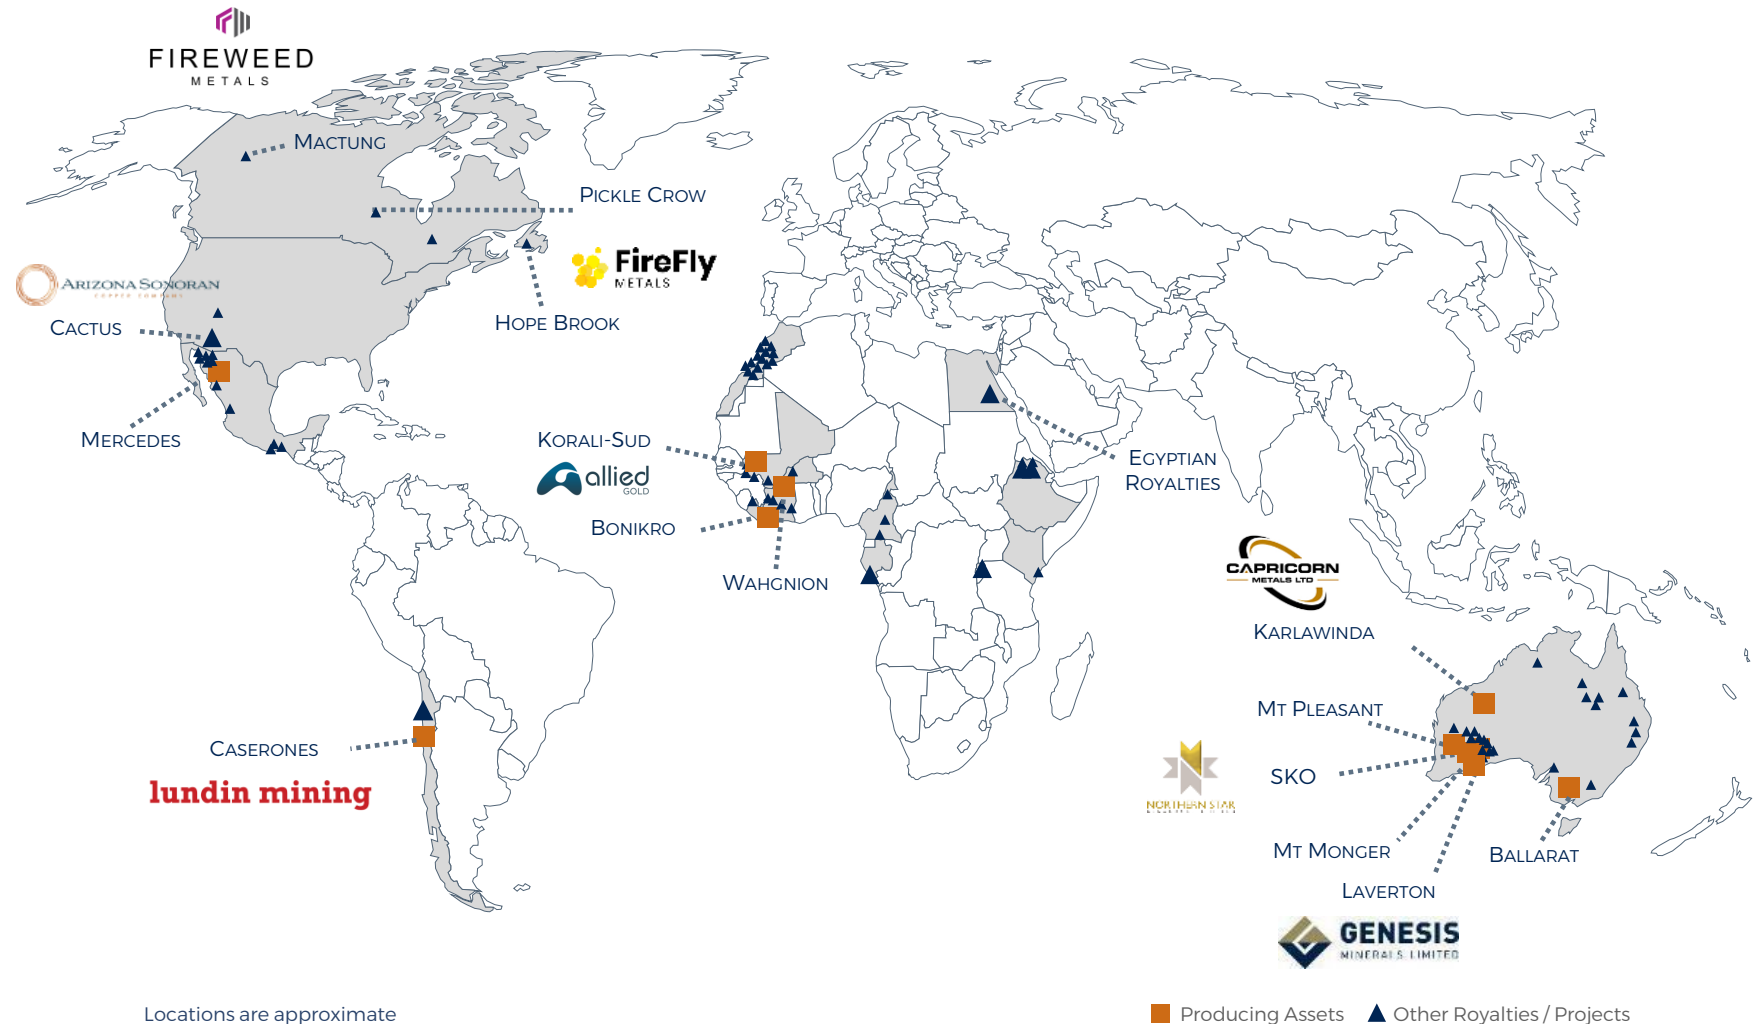 FIREWEED
METALS
MACTUNG
PICKLE CROW
FireFly
METALS
ARIZONA SONORAN
COPPER COMPANY
HOPE BROOK
CACTUS
MERCEDES
KORALI-SUD
allied
GOLD
EGYPTIAN
ROYALTIES
BONIKRO
WAHGNION
CAPRICORN
METALS LTD
KARLAWINDA
MT PLEASANT
CASERONES
SKO
lundin mining
NORTHERN STAR
MT MONGER
BALLARAT
LAVERTON
GENESIS
MINERALS LIMITED
Locations are approximate
Producing Assets
Other Royalties / Projects